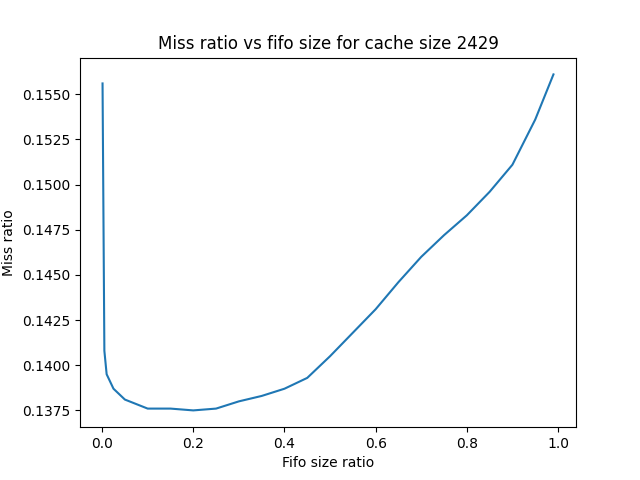 Miss ratio vs fifo size for cache size 2429
0.1550
0.1525
0.1500
0.1475
0.1450
0.1425
0.1400
0.1375
Miss ratio
0.0 0.2 0.4 0.6 0.8 1.0
Fifo size ratio